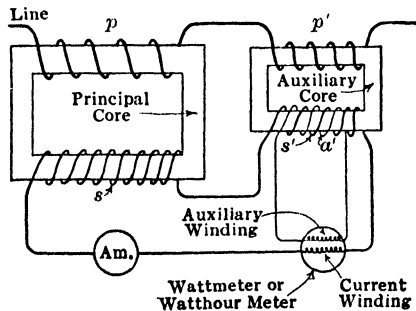 Line
p
p'
Principal
Core
Auxiliary
Core
s
s'
a'
Auxiliary
Winding
Am.
Wattmeter or
Watthour Meter
Current
Winding